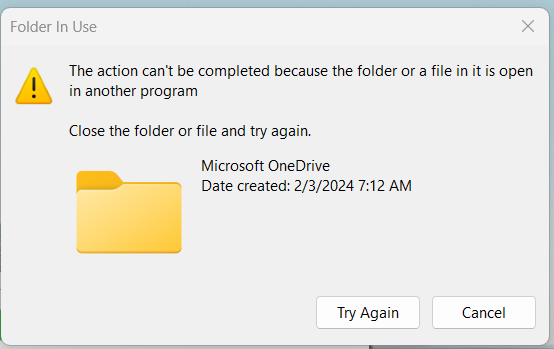 Folder In Use
The action can't be completed because the folder or a file in it is open
in another program
Close the folder or file and try again.
Microsoft OneDrive
Date created: 2/3/2024 7:12 AM
Try Again
Cancel